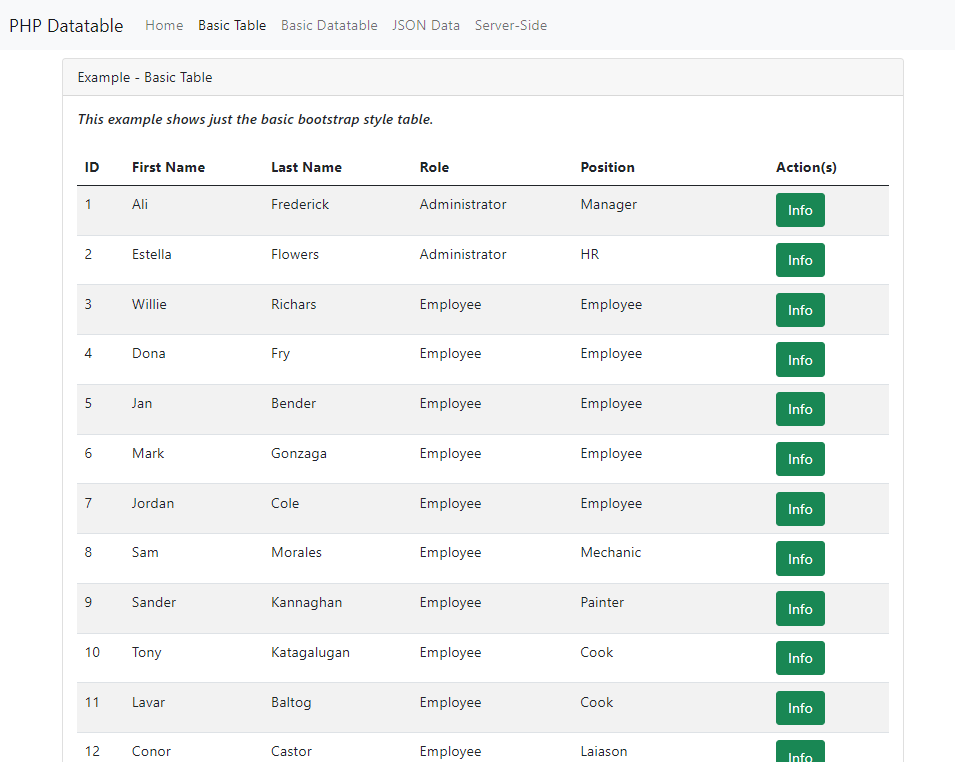 PHP Datatable Home Basic Table Basic Datatable JSON Data Server-Side
Example - Basic Table
This example shows just the basic bootstrap style table.
ID First Name Last Name Role Position Action(s)
1 Ali Frederick Administrator Manager Info
2 Estella Flowers Administrator HR Info
3 Willie Richars Employee Employee Info
4 Dona Fry Employee Employee Info
5 Jan Bender Employee Employee Info
6 Mark Gonzaga Employee Employee Info
7 Jordan Cole Employee Employee Info
8 Sam Morales Employee Mechanic Info
9 Sander Kannaghan Employee Painter Info
10 Tony Katagalugan Employee Cook Info
11 Lavar Baltog Employee Cook Info
12 Conor Castor Employee Laiason Info